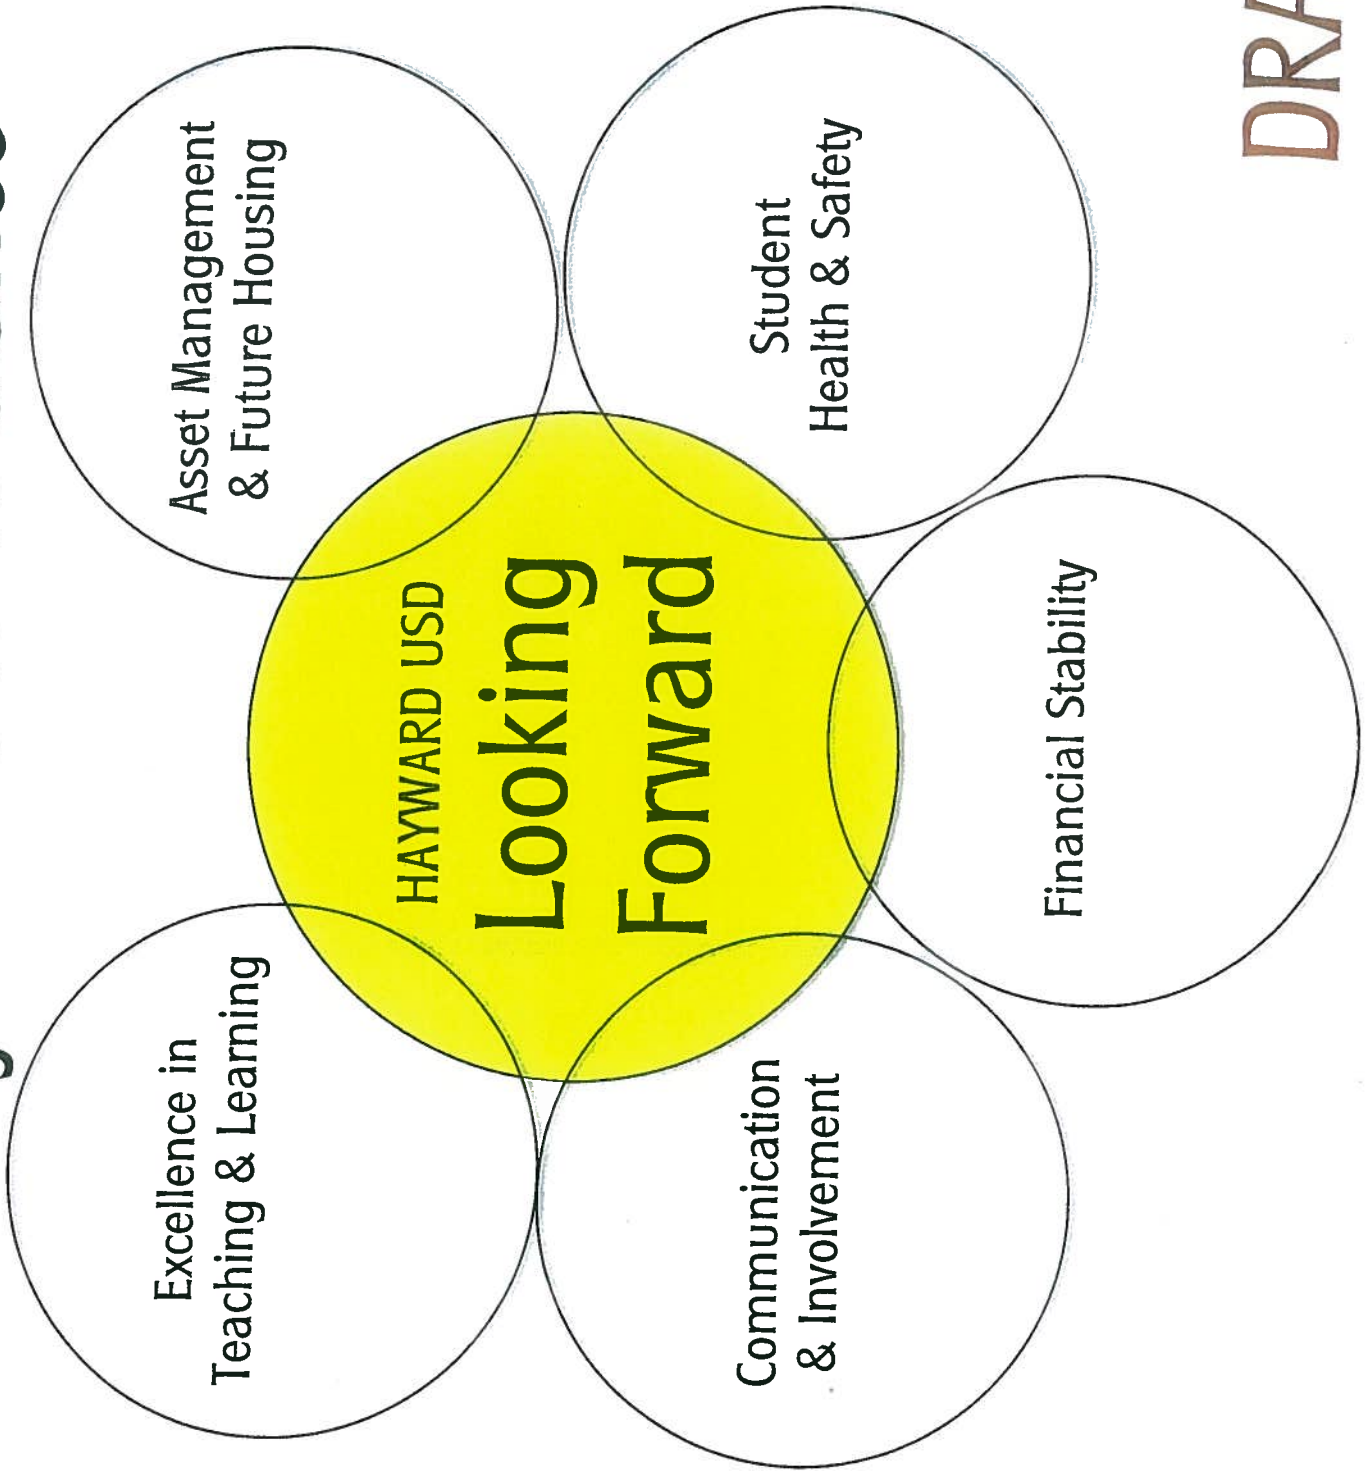 Excellence in
Teaching & Learning
Asset Management
& Future Housing
HAYWARD USD
Looking
Forward
Communication
& Involvement
Student
Health & Safety
Financial Stability
DRA